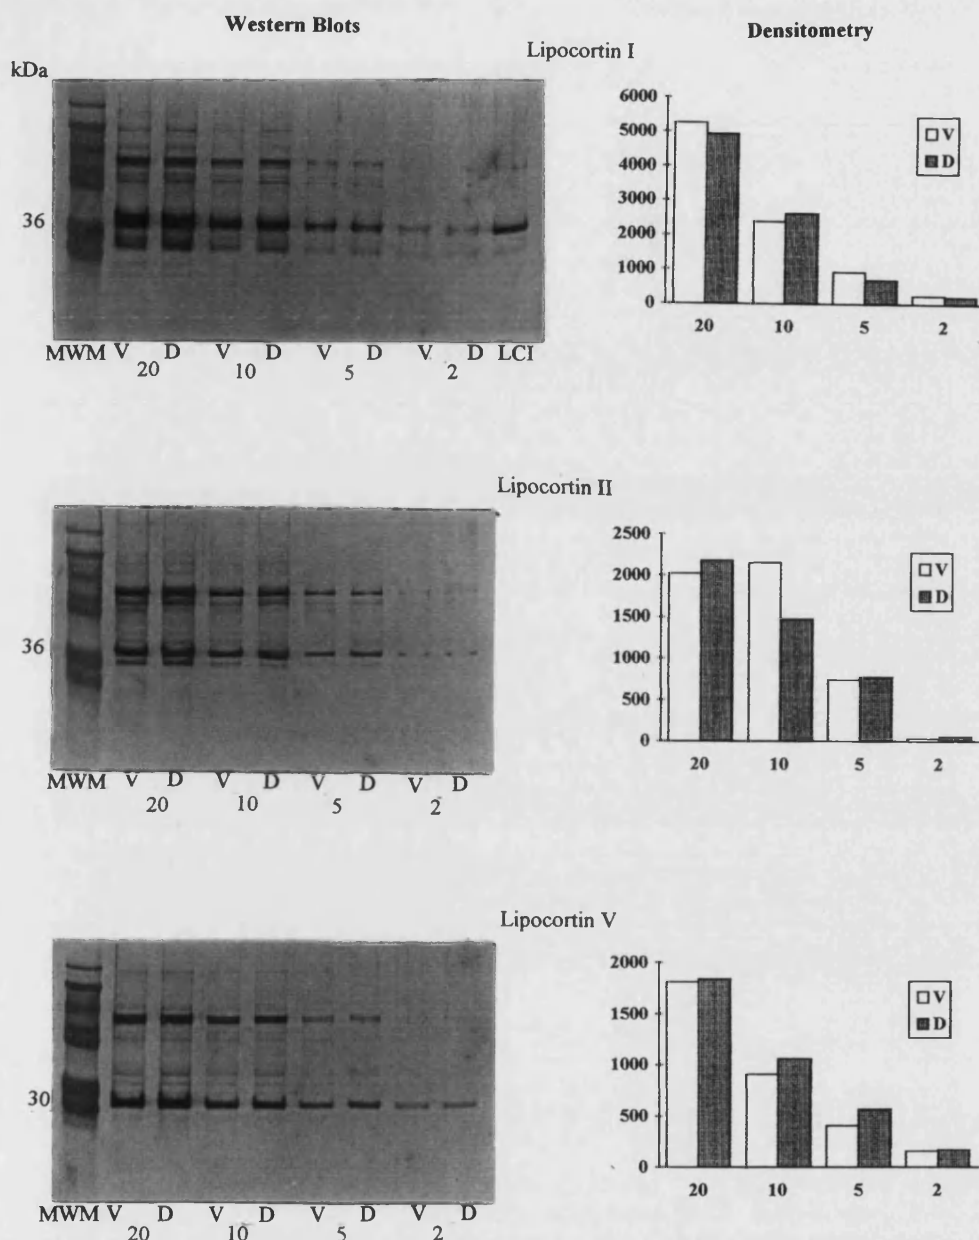 Western Blots
Densitometry
Lipocortin I
kDa
36
MWM V D V D V D V D LCI
20 10 5 2
6000
5000
4000
3000
2000
1000
0
V
D
20 10 5 2
Lipocortin II
36
MWM V D V D V D V D
20 10 5 2
2500
2000
1500
1000
500
0
V
D
20 10 5 2
Lipocortin V
30
MWM V D V D V D V D
20 10 5 2
2000
1500
1000
500
0
V
D
20 10 5 2